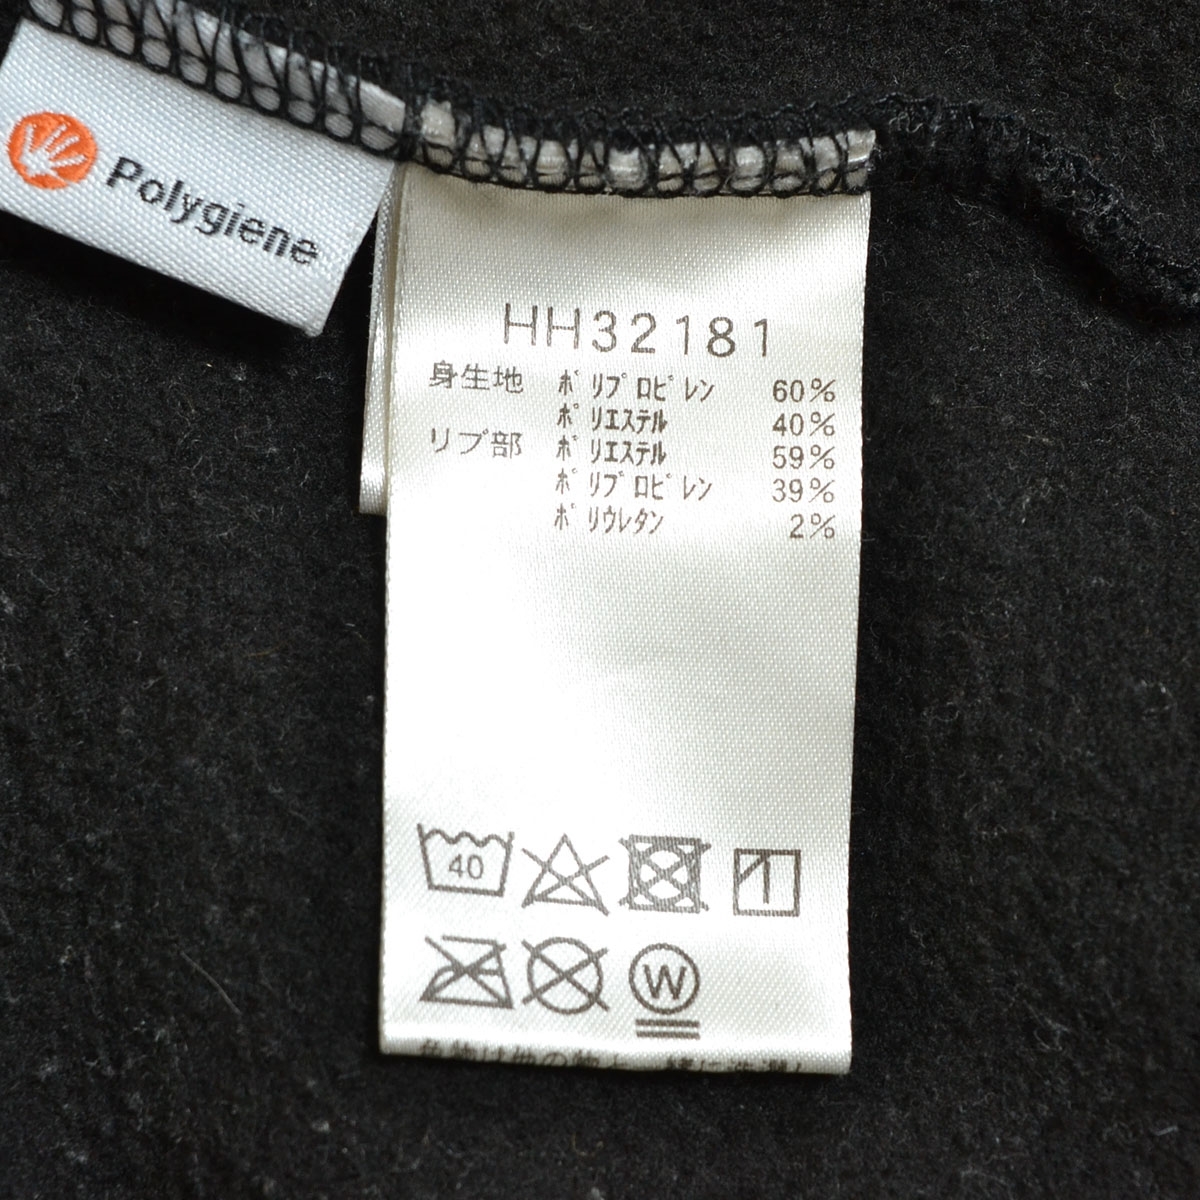 Polygiene
HH32181
身生地 ポリプロピレン 60%
ポリエステル 40%
リブ部 ポリエステル 59%
ポリプロピレン 39%
ポリウレタン 2%
40
W